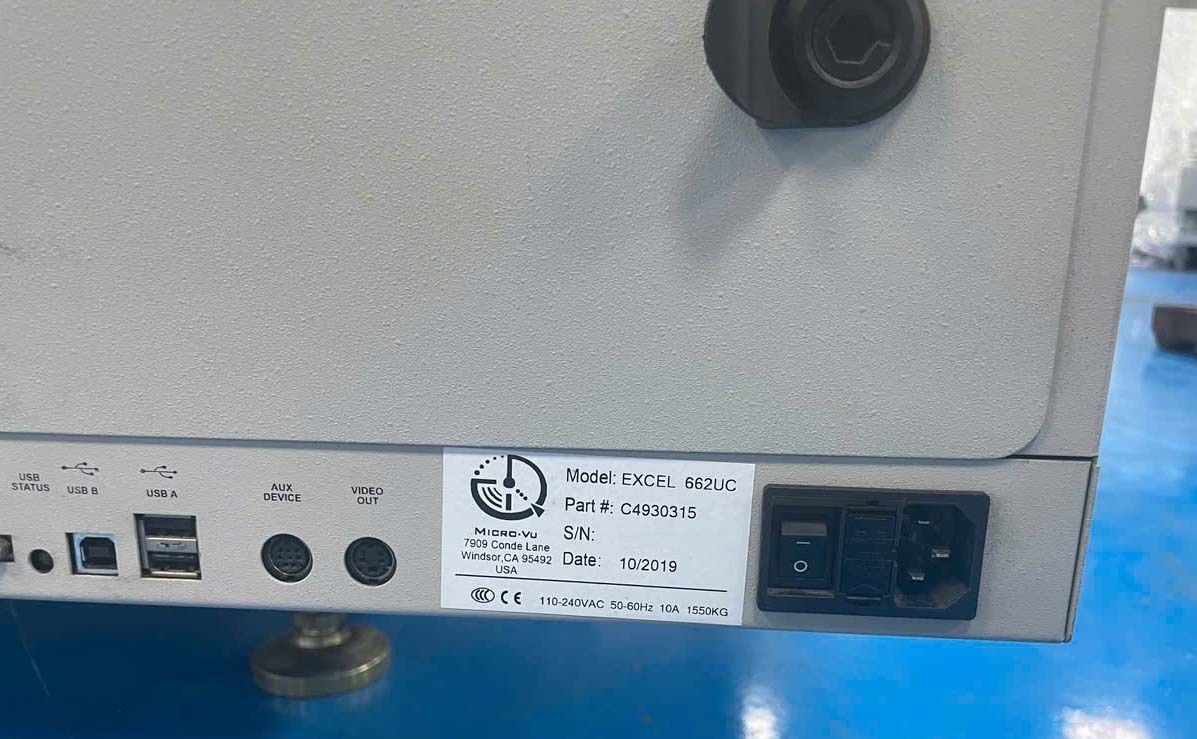 USB
STATUS
USB B
USB A
AUX
DEVICE
VIDEO
OUT
MICRO-VU
7909 Conde Lane
Windsor,CA 95492
USA
Model: EXCEL 662UC
Part #: C4930315
S/N:
Date: 10/2019
CCC CE 110-240VAC 50-60Hz 10A 1550KG